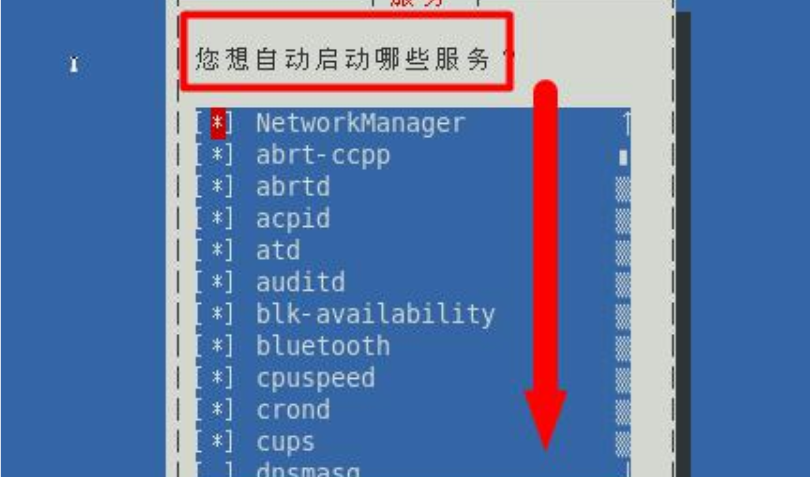 服务
您想自动启动哪些服务？
[*] NetworkManager
[*] abrt-ccpp
[*] abrtd
[*] acpid
[*] atd
[*] auditd
[*] blk-availability
[*] bluetooth
[*] cpuspeed
[*] crond
[*] cups
[ ] dnsmasq